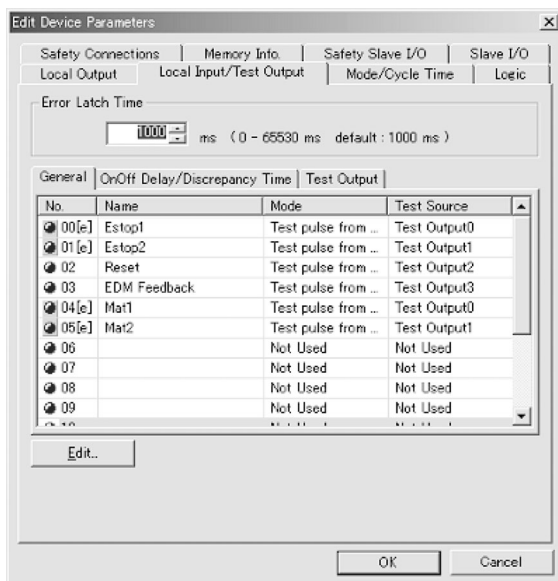 Edit Device Parameters
Safety Connections Memory Info. Safety Slave I/O Slave I/O
Local Output Local Input/Test Output Mode/Cycle Time Logic
Error Latch Time
1000 ms ( 0 - 65530 ms default : 1000 ms )
General OnOff Delay/Discrepancy Time Test Output
No. Name Mode Test Source
00[e] Estop1 Test pulse from ... Test Output0
01[e] Estop2 Test pulse from ... Test Output1
02 Reset Test pulse from ... Test Output2
03 EDM Feedback Test pulse from ... Test Output3
04[e] Mat1 Test pulse from ... Test Output0
05[e] Mat2 Test pulse from ... Test Output1
06 Not Used Not Used
07 Not Used Not Used
08 Not Used Not Used
09 Not Used Not Used
Edit..
OK Cancel